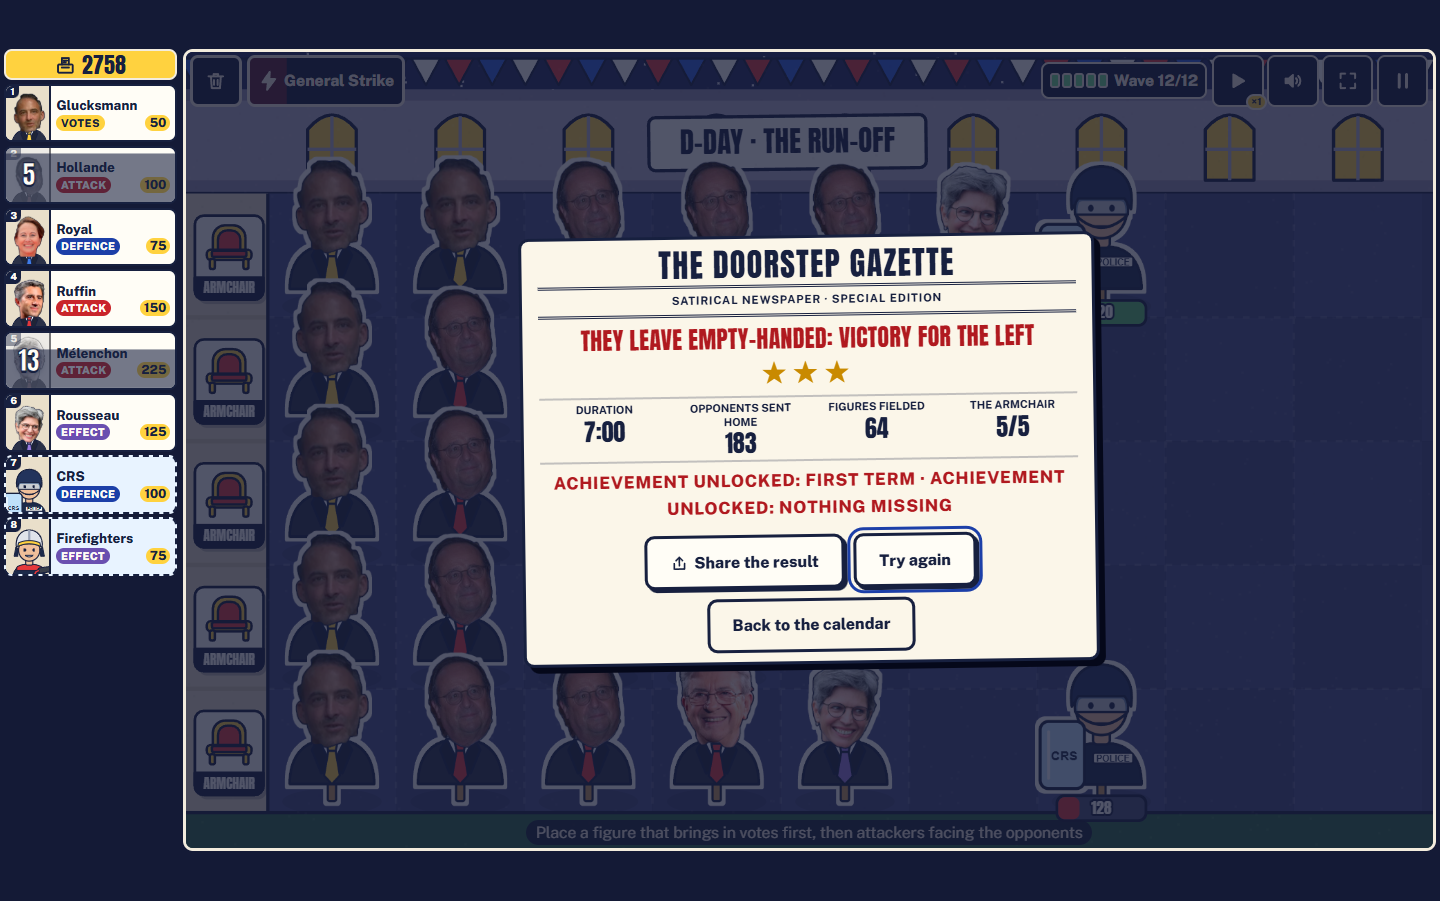 2758
General Strike
Wave 12/12
×1
1
Glucksmann
VOTES 50
2
5
Hollande
ATTACK 100
3
Royal
DEFENCE 75
4
Ruffin
ATTACK 150
5
13
Mélenchon
ATTACK 225
6
Rousseau
EFFECT 125
7
CRS
DEFENCE 100
CRS
8
Firefighters
EFFECT 75
D-DAY · THE RUN-OFF
ARMCHAIR
ARMCHAIR
ARMCHAIR
ARMCHAIR
ARMCHAIR
THE DOORSTEP GAZETTE
SATIRICAL NEWSPAPER · SPECIAL EDITION
THEY LEAVE EMPTY-HANDED: VICTORY FOR THE LEFT
DURATION
7:00
OPPONENTS SENT
HOME
183
FIGURES FIELDED
64
THE ARMCHAIR
5/5
ACHIEVEMENT UNLOCKED: FIRST TERM · ACHIEVEMENT
UNLOCKED: NOTHING MISSING
Share the result
Try again
Back to the calendar
CRS
POLICE
128
Place a figure that brings in votes first, then attackers facing the opponents